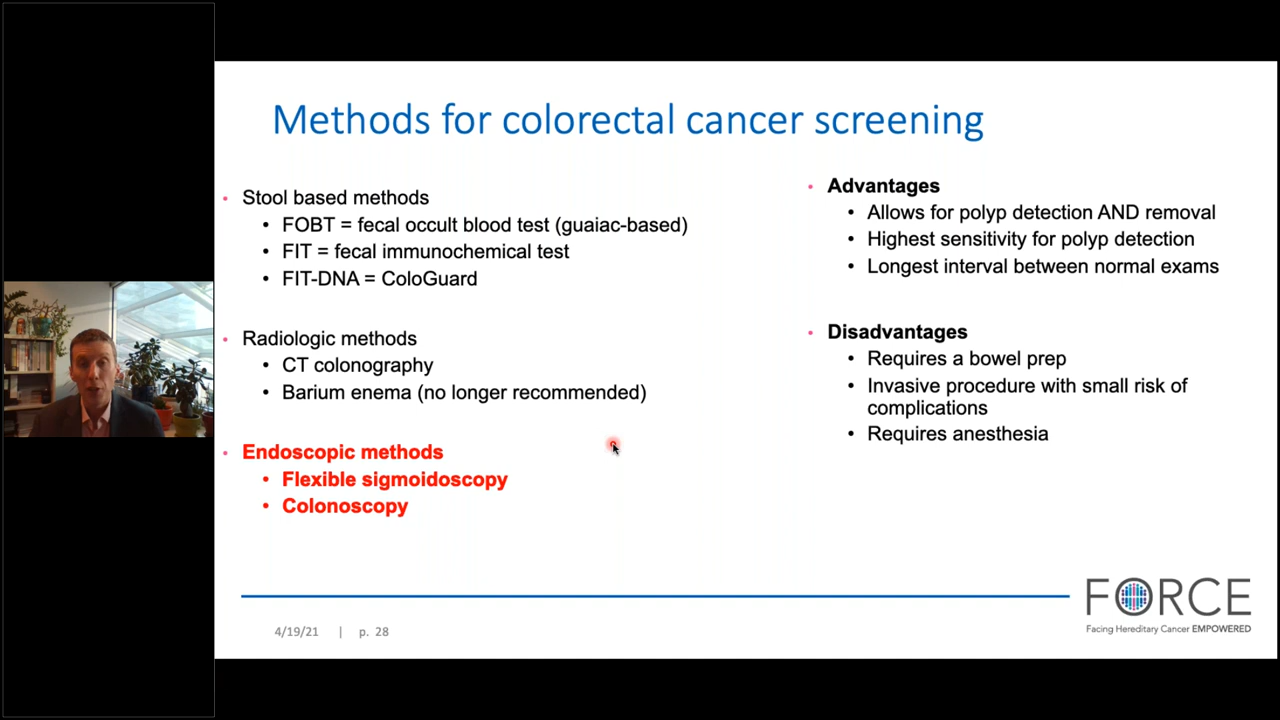 Methods for colorectal cancer screening
• Stool based methods
• FOBT = fecal occult blood test (guaiac-based)
• FIT = fecal immunochemical test
• FIT-DNA = ColoGuard
• Radiologic methods
• CT colonography
• Barium enema (no longer recommended)
• Endoscopic methods
• Flexible sigmoidoscopy
• Colonoscopy
• Advantages
• Allows for polyp detection AND removal
• Highest sensitivity for polyp detection
• Longest interval between normal exams
• Disadvantages
• Requires a bowel prep
• Invasive procedure with small risk of
complications
• Requires anesthesia
4/19/21 | p. 28
FORCE
Facing Hereditary Cancer EMPOWERED